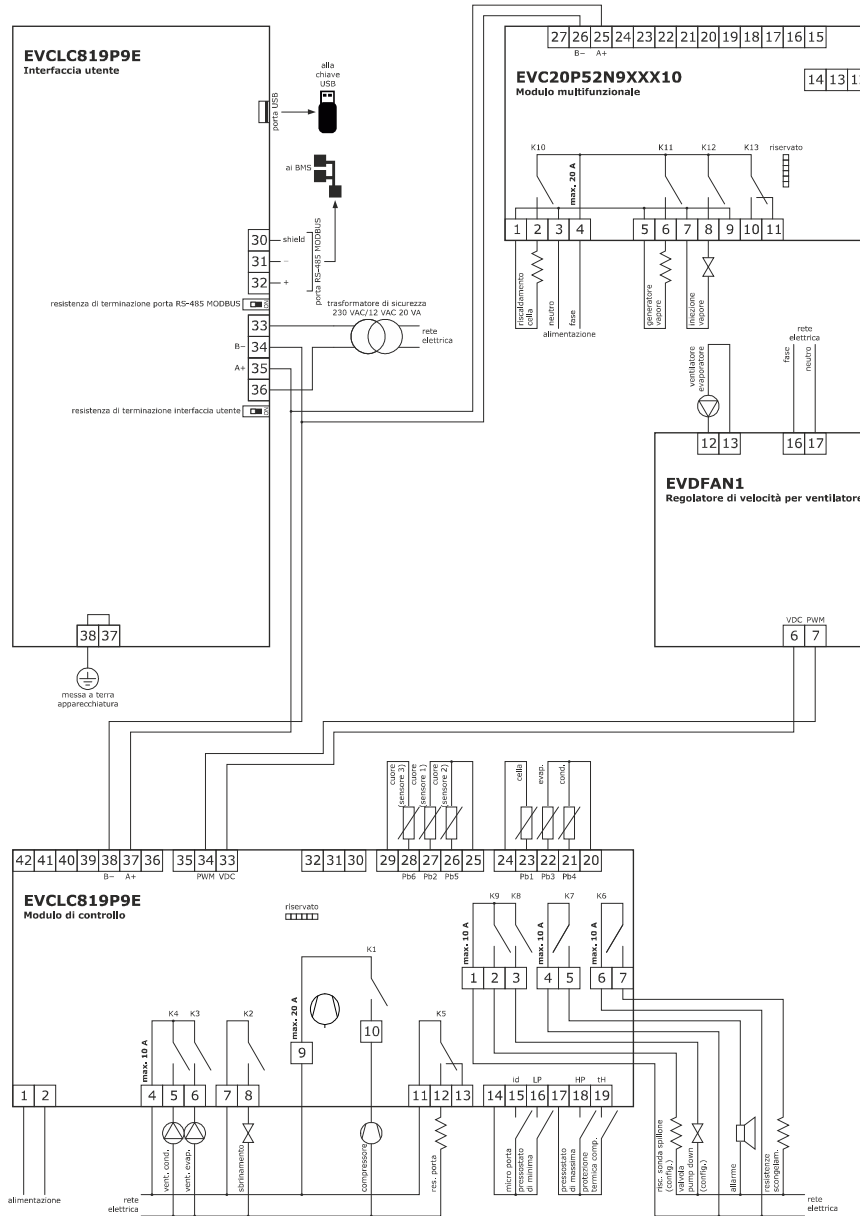 EVCLC819P9E
Interfaccia utente
alla
chiave
USB
porta USB
ai BMS
30
shield
31
−
32
+
porta RS-485 MODBUS
resistenza di terminazione porta RS-485 MODBUS
trasformatore di sicurezza
230 VAC/12 VAC 20 VA
33
B− 34
A+ 35
36
rete
elettrica
resistenza di terminazione interfaccia utente
38 37
messa a terra
apparecchiatura
27 26 25 24 23 22 21 20 19 18 17 16 15
B− A+
EVC20P52N9XXX10
Modulo multifunzionale
14 13
K10
max. 20 A
K11
K12
K13
riservato
1 2 3 4 5 6 7 8 9 10 11
riscaldamento
cella
neutro
fase
alimentazione
generatore
vapore
iniezione
vapore
ventilatore
evaporatore
rete
elettrica
fase
neutro
12 13 16 17
EVDFAN1
Regolatore di velocità per ventilatore
VDC PWM
6 7
cuore
(sensore 3)
cuore
(sensore 1)
cuore
(sensore 2)
cella
evap.
cond.
42 41 40 39 38 37 36 35 34 33 32 31 30 29 28 27 26 25 24 23 22 21 20
B− A+ PWM VDC Pb6 Pb2 Pb5 Pb1 Pb3 Pb4
EVCLC819P9E
Modulo di controllo
riservato
K9
K8
K7
K6
max. 10 A
max. 10 A
max. 10 A
1 2 3 4 5 6 7
K1
max. 20 A
9
10
K4
K3
K2
K5
max. 10 A
id LP HP tH
1 2 4 5 6 7 8 11 12 13 14 15 16 17 18 19
vent. cond.
vent. evap.
sbrinamento
compressore
res. porta
micro porta
pressostato
di minima
pressostato
di massima
protezione
termica comp.
risc. sonda spillone
(config.)
valvola
pump down
(config.)
allarme
resistenze
scongelam.
alimentazione
rete
elettrica
rete
elettrica